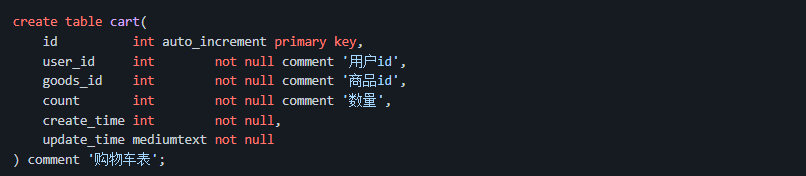 create table cart(
    id          int auto_increment primary key,
    user_id     int        not null comment '用户id',
    goods_id    int        not null comment '商品id',
    count       int        not null comment '数量',
    create_time int        not null,
    update_time mediumtext not null
) comment '购物车表';